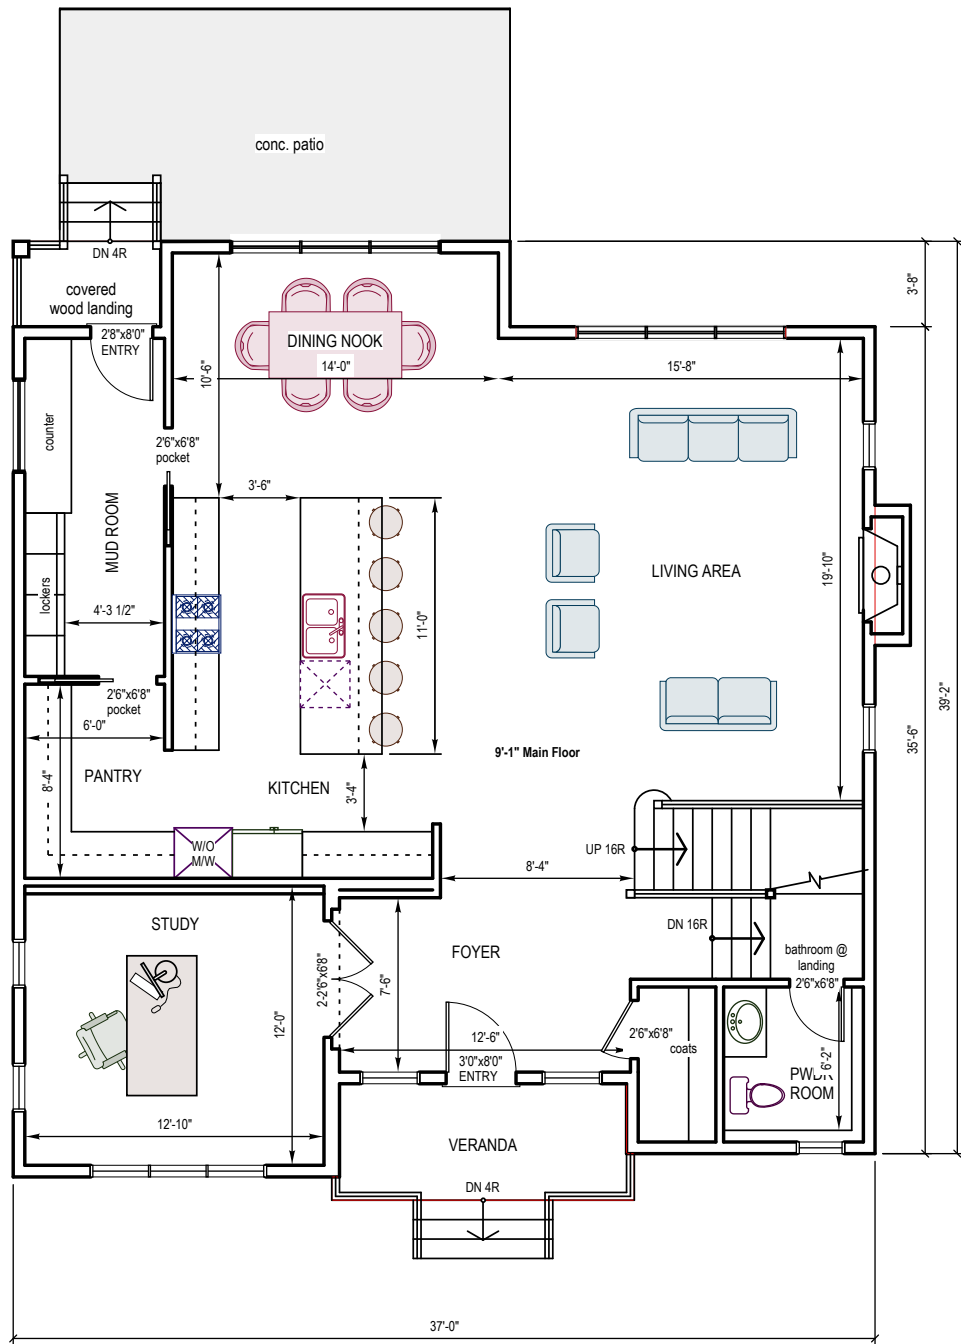 conc. patio
DN 4R
covered
wood landing
2'8"x8'0"
ENTRY
3'-8"
DINING NOOK
14'-0"
15'-8"
10'-6"
counter
2'6"x6'8"
pocket
3'-6"
MUD ROOM
lockers
4'-3 1/2"
LIVING AREA
19'-10"
11'-0"
39'-2"
35'-6"
2'6"x6'8"
pocket
6'-0"
9'-1" Main Floor
PANTRY
8'-4"
KITCHEN
3'-4"
W/O
M/W
UP 16R
8'-4"
STUDY
DN 16R
FOYER
bathroom @
landing
2'6"x6'8"
2-2'6"x6'8"
7'-6"
12'-0"
12'-6"
2'6"x6'8"
coats
3'0"x8'0"
ENTRY
6'-2"
PWDR
ROOM
12'-10"
VERANDA
DN 4R
37'-0"